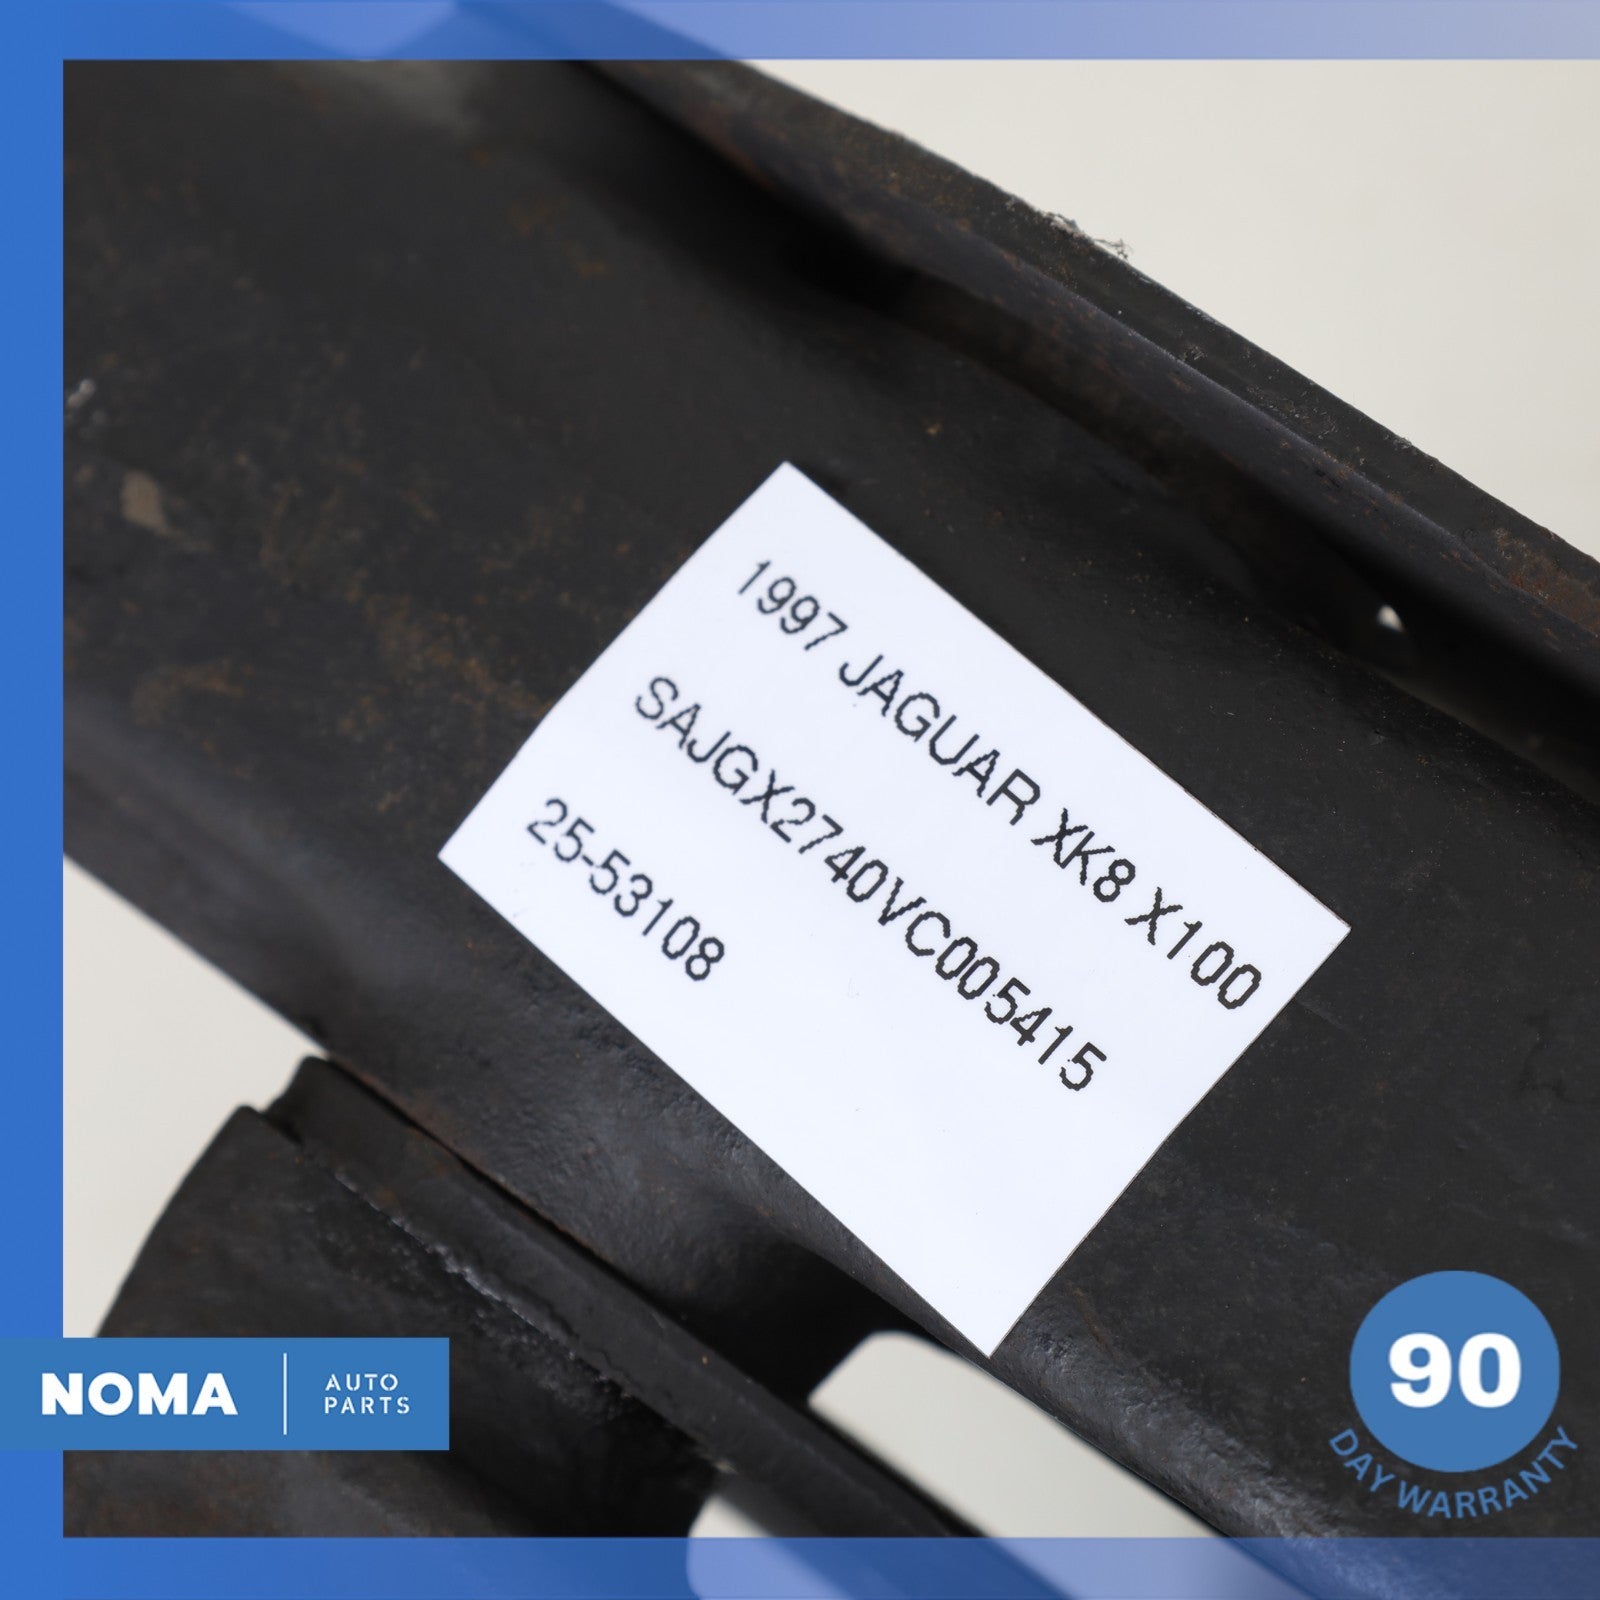 1997 JAGUAR XK8 X100
SAJGX2740VC005415
25-53108
NOMA
AUTO
PARTS
90
DAY WARRANTY